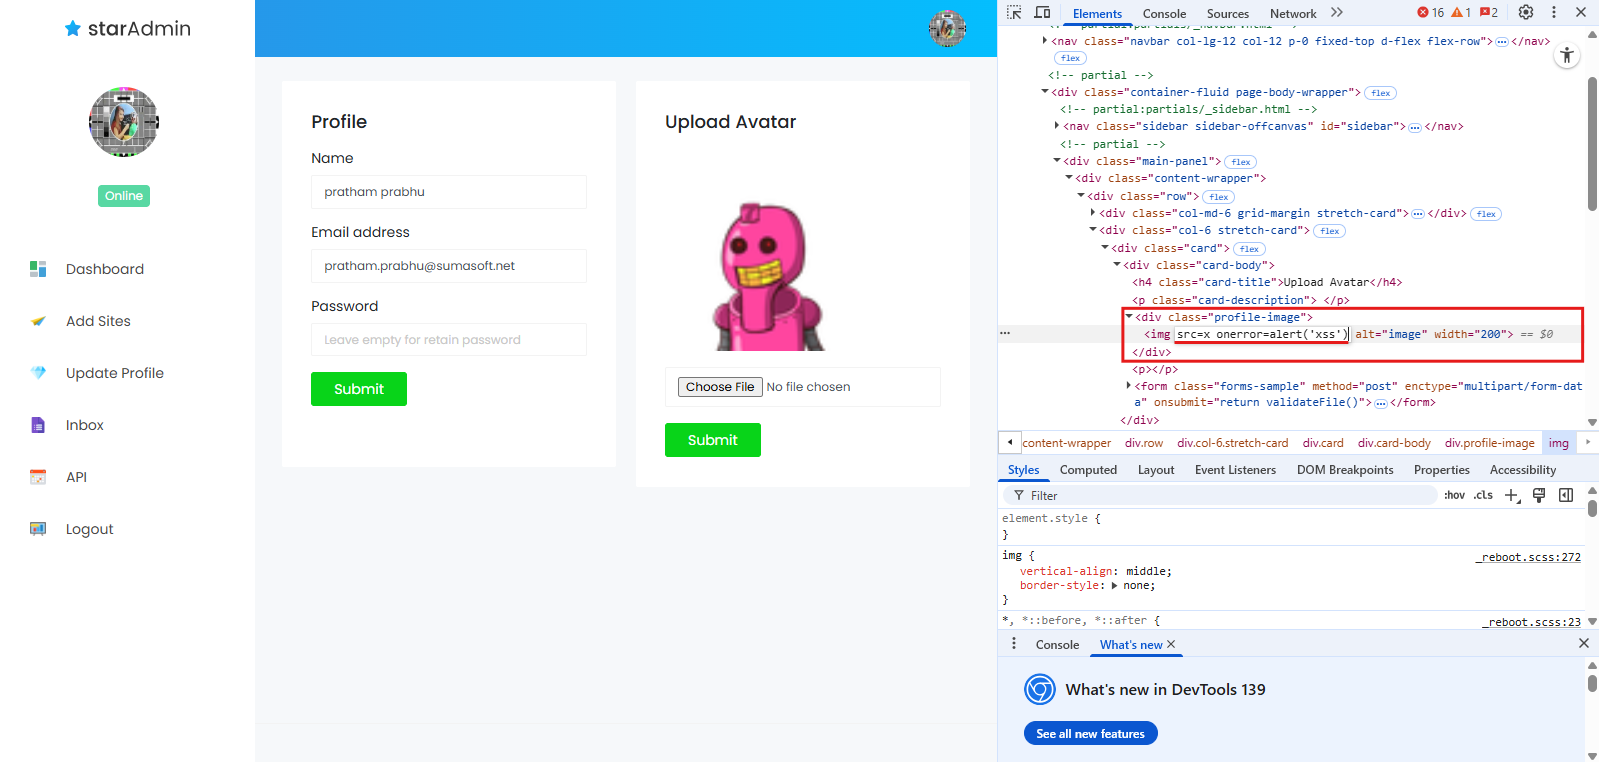 starAdmin
Online
Dashboard
Add Sites
Update Profile
Inbox
API
Logout
Profile
Name
pratham prabhu
Email address
pratham.prabhu@sumasoft.net
Password
Leave empty for retain password
Submit
Upload Avatar
Choose File No file chosen
Submit
Elements Console Sources Network 16 1 2
<nav class="navbar col-lg-12 col-12 p-0 fixed-top d-flex flex-row">…</nav>
flex
<!-- partial -->
<div class="container-fluid page-body-wrapper"> flex
<!-- partial:partials/_sidebar.html -->
<nav class="sidebar sidebar-offcanvas" id="sidebar">…</nav>
<!-- partial -->
<div class="main-panel"> flex
<div class="content-wrapper">
<div class="row"> flex
<div class="col-md-6 grid-margin stretch-card">…</div> flex
<div class="col-6 stretch-card"> flex
<div class="card"> flex
<div class="card-body">
<h4 class="card-title">Upload Avatar</h4>
<p class="card-description"> </p>
<div class="profile-image">
<img src=x onerror=alert('xss') alt="image" width="200"> == $0
</div>
<p></p>
<form class="forms-sample" method="post" enctype="multipart/form-dat
a" onsubmit="return validateFile()">…</form>
</div>
content-wrapper div.row div.col-6.stretch-card div.card div.card-body div.profile-image img
Styles Computed Layout Event Listeners DOM Breakpoints Properties Accessibility
Filter :hov .cls
element.style {
}
img { _reboot.scss:272
vertical-align: middle;
border-style: none;
}
*, *::before, *::after { _reboot.scss:23
Console What's new
What's new in DevTools 139
See all new features